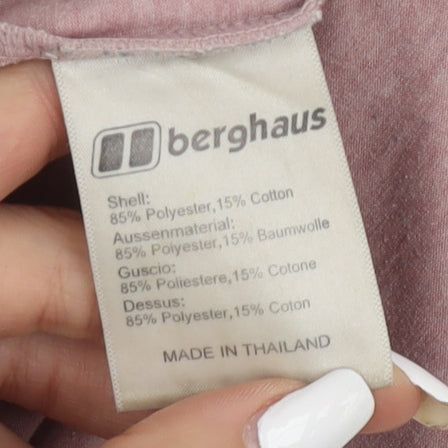 berghaus
Shell:
85% Polyester,15% Cotton
Aussenmaterial:
85% Polyester,15% Baumwolle
Guscio:
85% Poliestere,15% Cotone
Dessus:
85% Polyester,15% Coton
MADE IN THAILAND